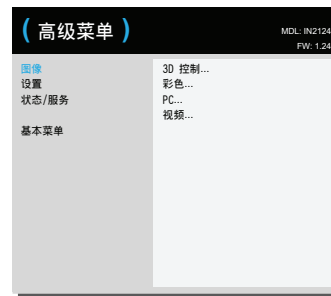 (高级菜单)
MDL: IN2124
FW: 1.24
图像
设置
状态/服务
基本菜单
3D 控制...
彩色...
PC...
视频...